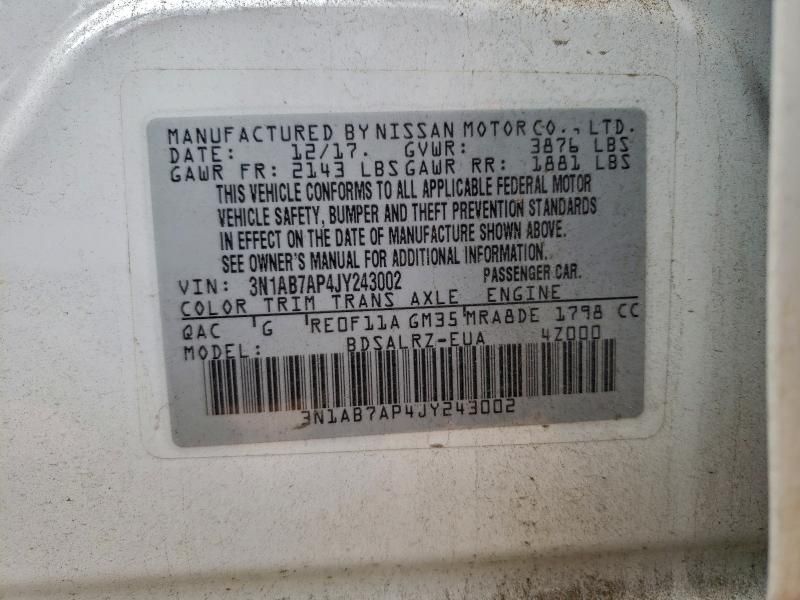 MANUFACTURED BY NISSAN MOTOR CO., LTD.
DATE: 12/17. GVWR: 3876 LBS
GAWR FR: 2143 LBS GAWR RR: 1881 LBS
THIS VEHICLE CONFORMS TO ALL APPLICABLE FEDERAL MOTOR
VEHICLE SAFETY, BUMPER AND THEFT PREVENTION STANDARDS
IN EFFECT ON THE DATE OF MANUFACTURE SHOWN ABOVE.
SEE OWNER'S MANUAL FOR ADDITIONAL INFORMATION.
VIN: 3N1AB7AP4JY243002 PASSENGER CAR.
COLOR TRIM TRANS AXLE ENGINE
QAC G RE0F11A GM35 MRA8DE 1798 CC
MODEL: BDSALRZ-EUA 4Z000
3N1AB7AP4JY243002